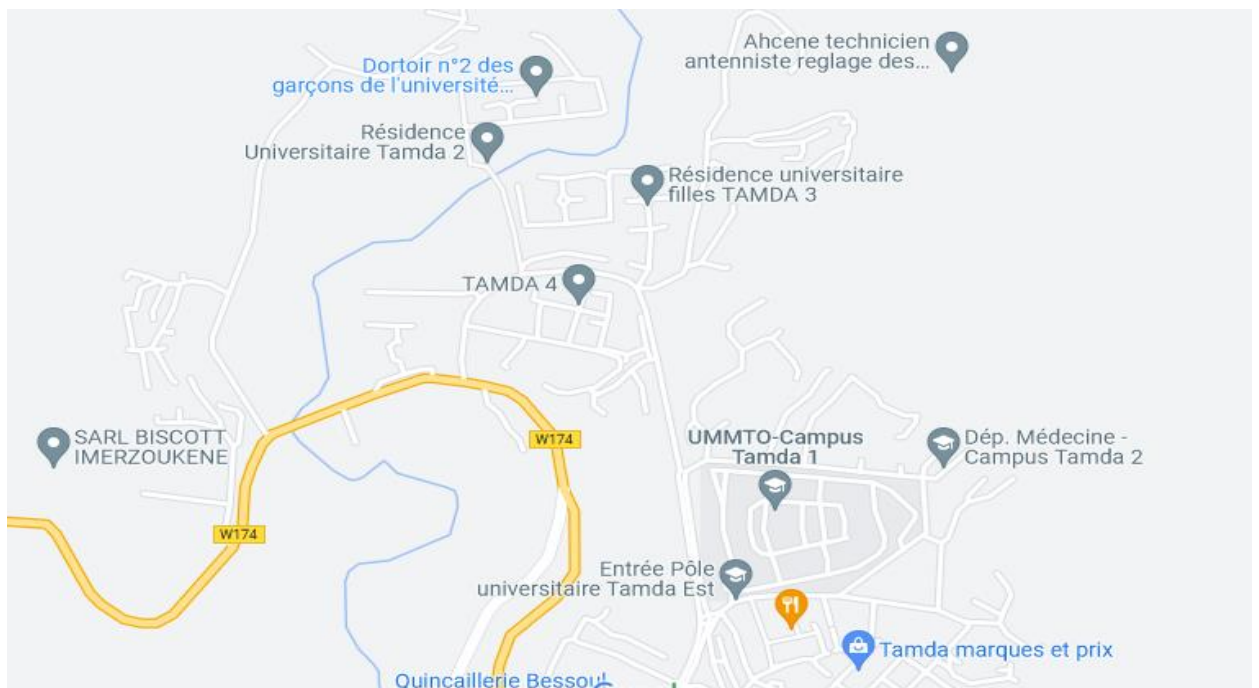 Ahcene technicien
antenniste reglage des...
Dortoir n°2 des
garçons de l'université...
Résidence
Universitaire Tamda 2
Résidence universitaire
filles TAMDA 3
TAMDA 4
SARL BISCOTT
IMERZOUKENE
W174
UMMTO-Campus
Tamda 1
Dép. Médecine -
Campus Tamda 2
W174
Entrée Pôle
universitaire Tamda Est
Tamda marques et prix
Quincaillerie Bessoul